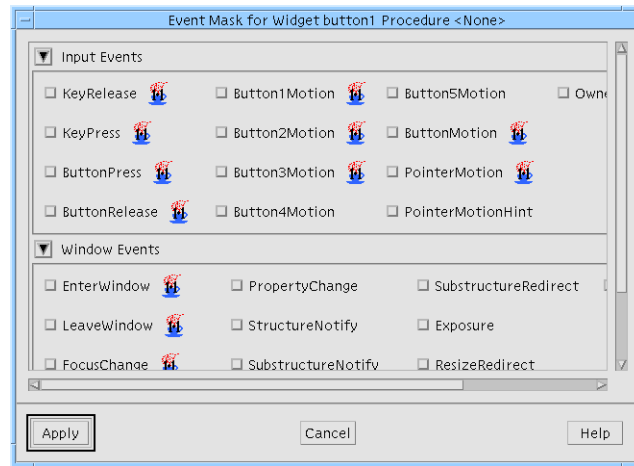 Event Mask for Widget button1 Procedure <None>
Input Events
KeyRelease Button1Motion Button5Motion Owne
KeyPress Button2Motion ButtonMotion
ButtonPress Button3Motion PointerMotion
ButtonRelease Button4Motion PointerMotionHint
Window Events
EnterWindow PropertyChange SubstructureRedirect
LeaveWindow StructureNotify Exposure
FocusChange SubstructureNotify ResizeRedirect
Apply Cancel Help